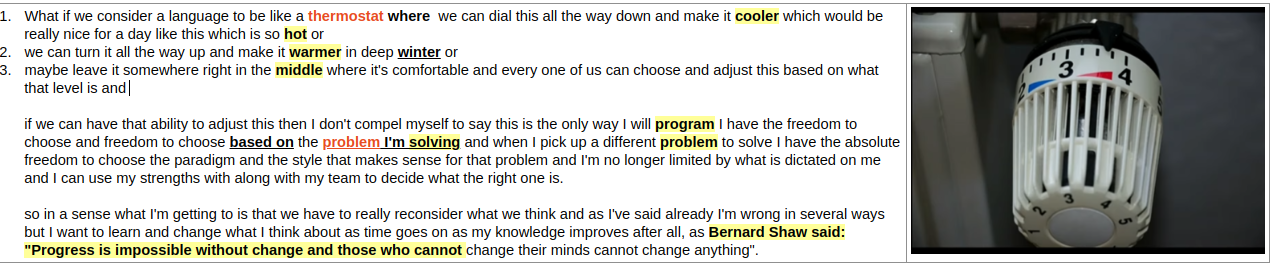 1. What if we consider a language to be like a thermostat where we can dial this all the way down and make it cooler which would be
really nice for a day like this which is so hot or
2. we can turn it all the way up and make it warmer in deep winter or
3. maybe leave it somewhere right in the middle where it's comfortable and every one of us can choose and adjust this based on what
that level is and
if we can have that ability to adjust this then I don't compel myself to say this is the only way I will program I have the freedom to
choose and freedom to choose based on the problem I'm solving and when I pick up a different problem to solve I have the absolute
freedom to choose the paradigm and the style that makes sense for that problem and I'm no longer limited by what is dictated on me
and I can use my strengths with along with my team to decide what the right one is.
so in a sense what I'm getting to is that we have to really reconsider what we think and as I've said already I'm wrong in several ways
but I want to learn and change what I think about as time goes on as my knowledge improves after all, as Bernard Shaw said:
"Progress is impossible without change and those who cannot change their minds cannot change anything".
3
4
2
3
4
1
5